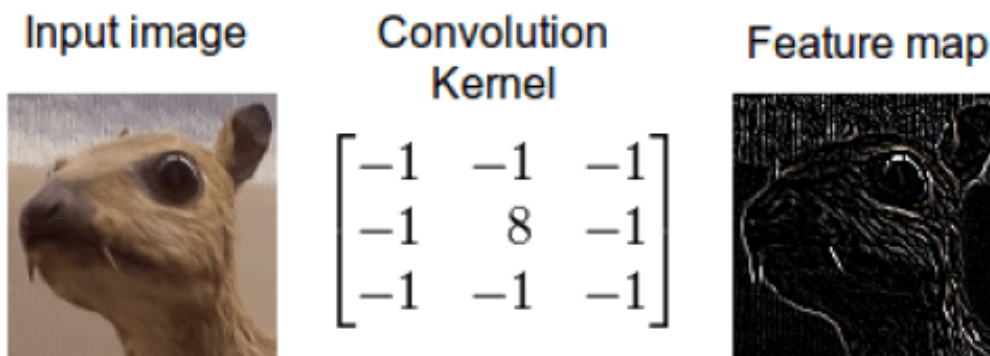 Input image
Convolution
Kernel
Feature map
−1 −1 −1
−1 8 −1
−1 −1 −1